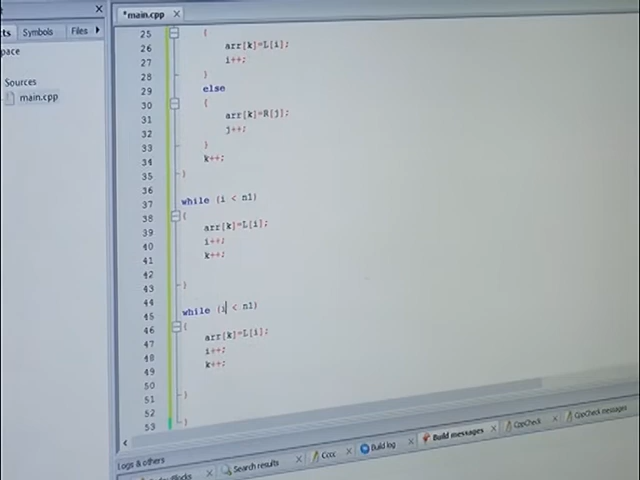 *main.cpp ×
Symbols
Files
Sources
main.cpp
25 {
26 arr[k]=L[i];
27 i++;
28 }
29 else
30 {
31 arr[k]=R[j];
32 j++;
33 }
34 k++;
35 }
36
37 while (i < n1)
38 {
39 arr[k]=L[i];
40 i++;
41 k++;
42
43 }
44
45 while (i < n1)
46 {
47 arr[k]=L[i];
48 i++;
49 k++;
50
51 }
52
53 }
Logs & others
Search results × Cccc × Build log × Build messages × CppCheck × CppCheck messages